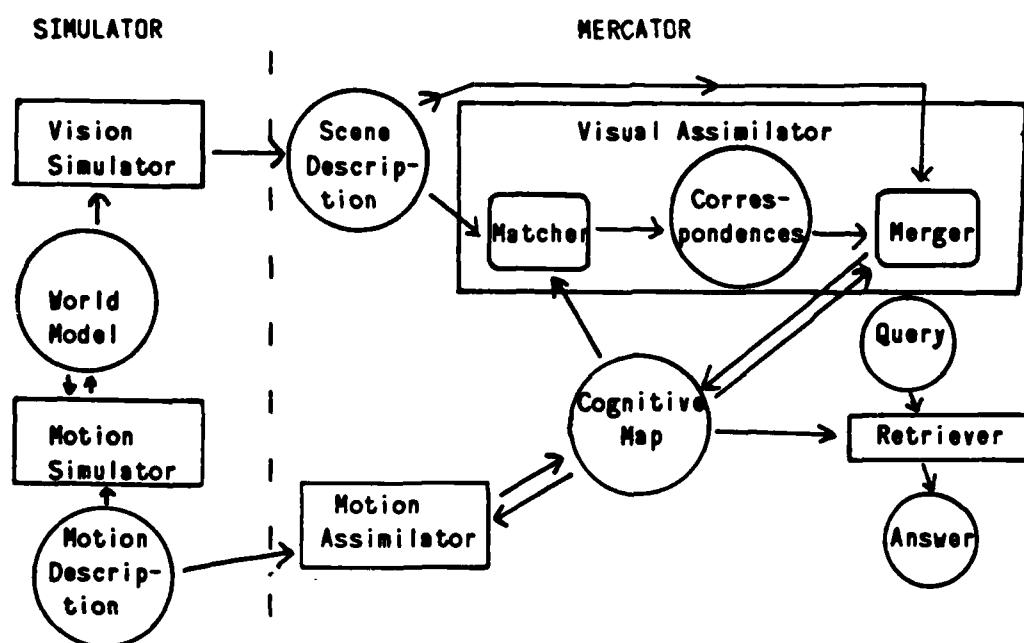 SIMULATOR
MERCATOR
Vision
Simulator
Scene
Descrip-
tion
Visual Assimilator
Matcher
Corres-
pondences
Merger
World
Model
Query
Cognitive
Map
Retriever
Motion
Simulator
Motion
Assimilator
Answer
Motion
Descrip-
tion